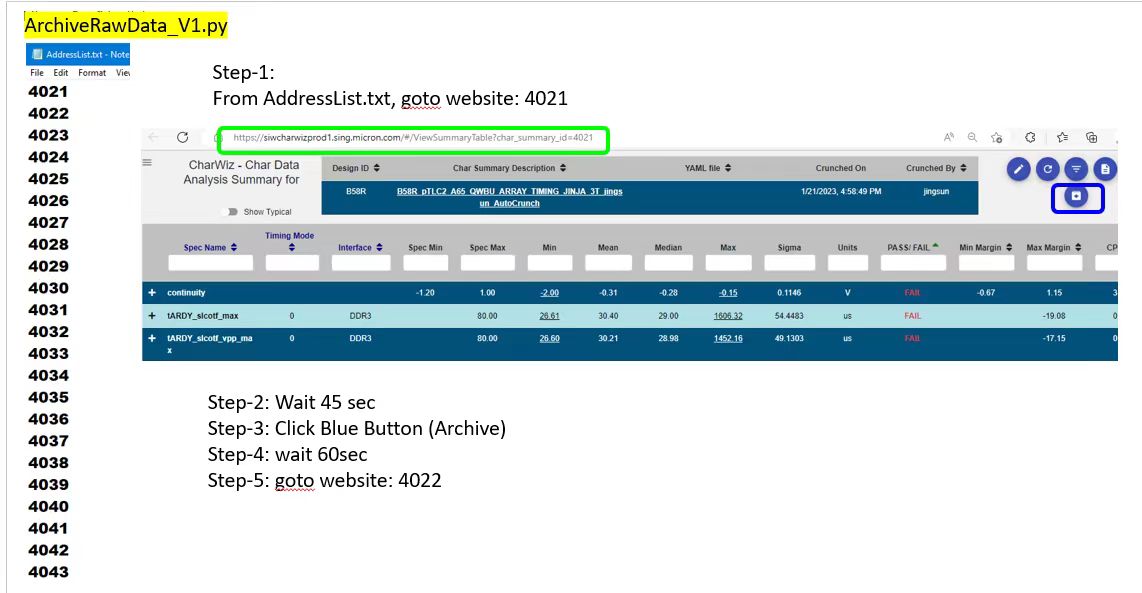 ArchiveRawData_V1.py
AddressList.txt - Note
File Edit Format Viev
4021
4022
4023
4024
4025
4026
4027
4028
4029
4030
4031
4032
4033
4034
4035
4036
4037
4038
4039
4040
4041
4042
4043
Step-1:
From AddressList.txt, goto website: 4021
https://siwcharwizprod1.sing.micron.com/#/ViewSummaryTable?char_summary_id=4021
CharWiz - Char Data
Analysis Summary for
Show Typical
Design ID Char Summary Description YAML file Crunched On Crunched By
B58R B58R_pTLC2_A65_QWBU_ARRAY_TIMING_JINJA_3T_jings 1/21/2023, 4:58:49 PM jingsun
un_AutoCrunch
Spec Name Timing Mode Interface Spec Min Spec Max Min Mean Median Max Sigma Units PASS/ FAIL Min Margin Max Margin CP
continuity -1.20 1.00 -2.00 -0.31 -0.28 -0.15 0.1146 V FAIL -0.67 1.15 3
tARDY_slcotf_max 0 DDR3 80.00 26.61 30.40 29.00 1606.32 54.4483 us FAIL -19.08 0
tARDY_slcotf_vpp_ma 0 DDR3 80.00 26.60 30.21 28.98 1452.16 49.1303 us FAIL -17.15 0
x
Step-2: Wait 45 sec
Step-3: Click Blue Button (Archive)
Step-4: wait 60sec
Step-5: goto website: 4022